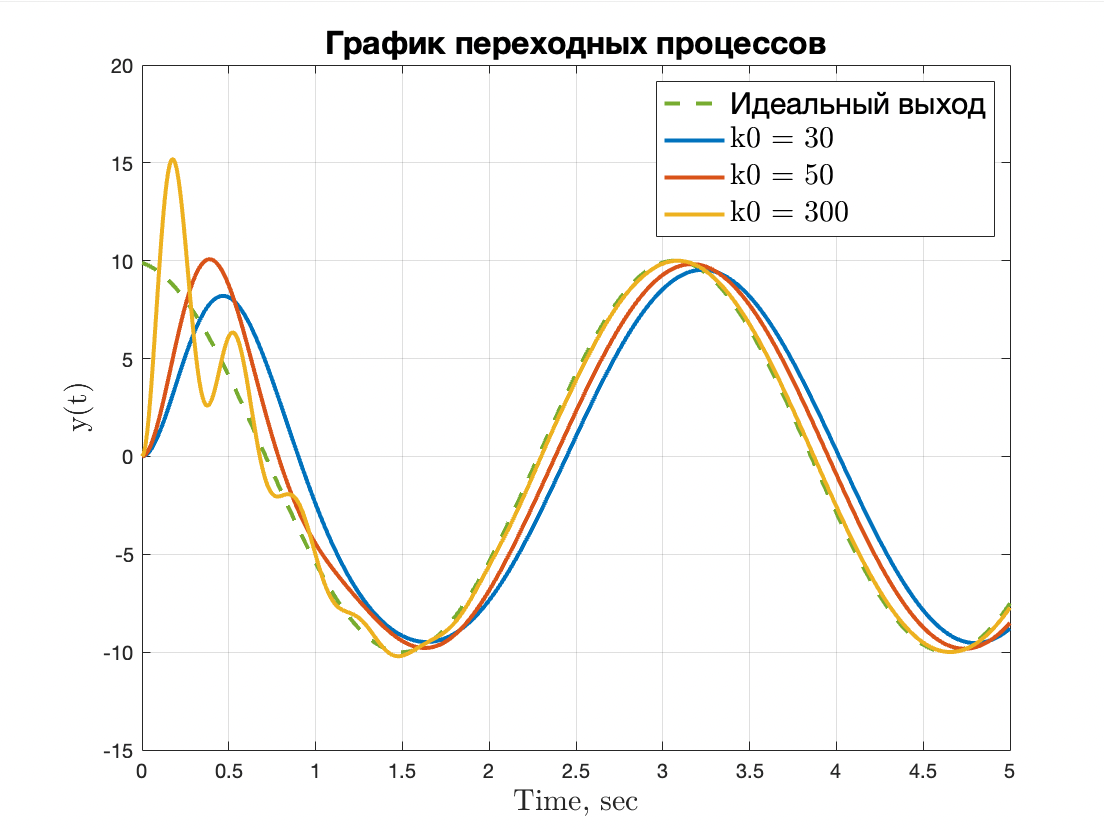 График переходных процессов
20
15
10
5
0
-5
-10
-15
y(t)
Идеальный выход
k0 = 30
k0 = 50
k0 = 300
0 0.5 1 1.5 2 2.5 3 3.5 4 4.5 5
Time, sec